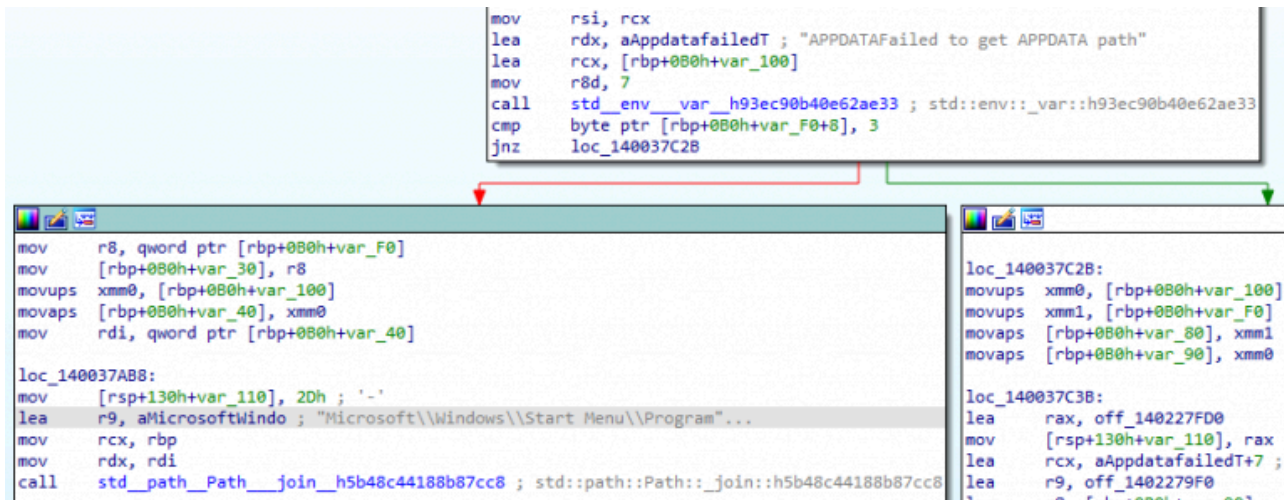 mov rsi, rcx
lea rdx, aAppdatafailedT ; "APPDATAFailed to get APPDATA path"
lea rcx, [rbp+0B0h+var_100]
mov r8d, 7
call std__env___var__h93ec90b40e62ae33 ; std::env::_var::h93ec90b40e62ae33
cmp byte ptr [rbp+0B0h+var_F0+8], 3
jnz loc_140037C2B
mov r8, qword ptr [rbp+0B0h+var_F0]
mov [rbp+0B0h+var_30], r8
movups xmm0, [rbp+0B0h+var_100]
movaps [rbp+0B0h+var_40], xmm0
mov rdi, qword ptr [rbp+0B0h+var_40]
loc_140037AB8:
mov [rsp+130h+var_110], 2Dh ; '-'
lea r9, aMicrosoftWindo ; "Microsoft\\Windows\\Start Menu\\Program"...
mov rcx, rbp
mov rdx, rdi
call std__path__Path___join__h5b48c44188b87cc8 ; std::path::Path::_join::h5b48c44188b87cc8
loc_140037C2B:
movups xmm0, [rbp+0B0h+var_100]
movups xmm1, [rbp+0B0h+var_F0]
movaps [rbp+0B0h+var_80], xmm1
movaps [rbp+0B0h+var_90], xmm0
loc_140037C3B:
lea rax, off_140227FD0
mov [rsp+130h+var_110], rax
lea rcx, aAppdatafailedT+7 ;
lea r9, off_1402279F0